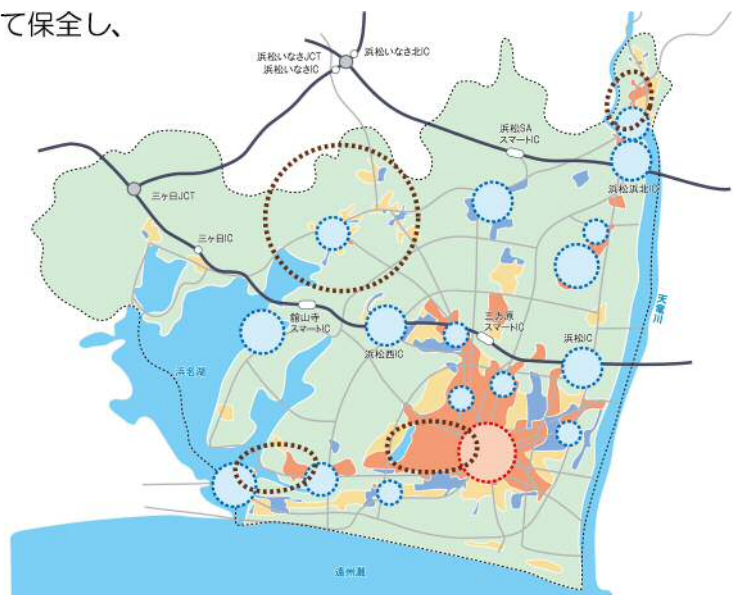 て保全し、
浜松いなさJCT
浜松いなさIC
浜松いなさ北IC
浜松SA
スマートIC
浜松浜北IC
三ヶ日JCT
三ヶ日IC
舘山寺
スマートIC
浜松西IC
三方原
スマートIC
浜松IC
天竜川
浜名湖
遠州灘